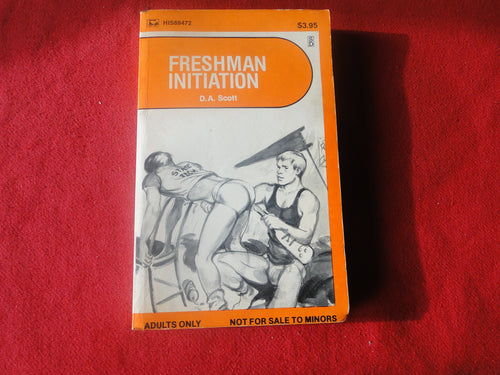 HIS69472
$3.95
FRESHMAN
INITIATION
D.A. Scott
ADULTS ONLY
NOT FOR SALE TO MINORS